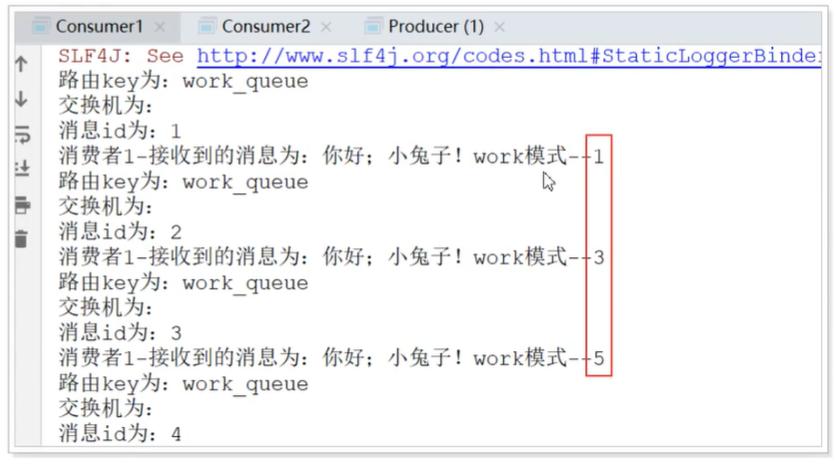 Consumer1 × Consumer2 × Producer (1) ×
SLF4J: See http://www.slf4j.org/codes.html#StaticLoggerBinder
路由key为：work_queue
交换机为：
消息id为：1
消费者1-接收到的消息为：你好；小兔子！work模式--1
路由key为：work_queue
交换机为：
消息id为：2
消费者1-接收到的消息为：你好；小兔子！work模式--3
路由key为：work_queue
交换机为：
消息id为：3
消费者1-接收到的消息为：你好；小兔子！work模式--5
路由key为：work_queue
交换机为：
消息id为：4